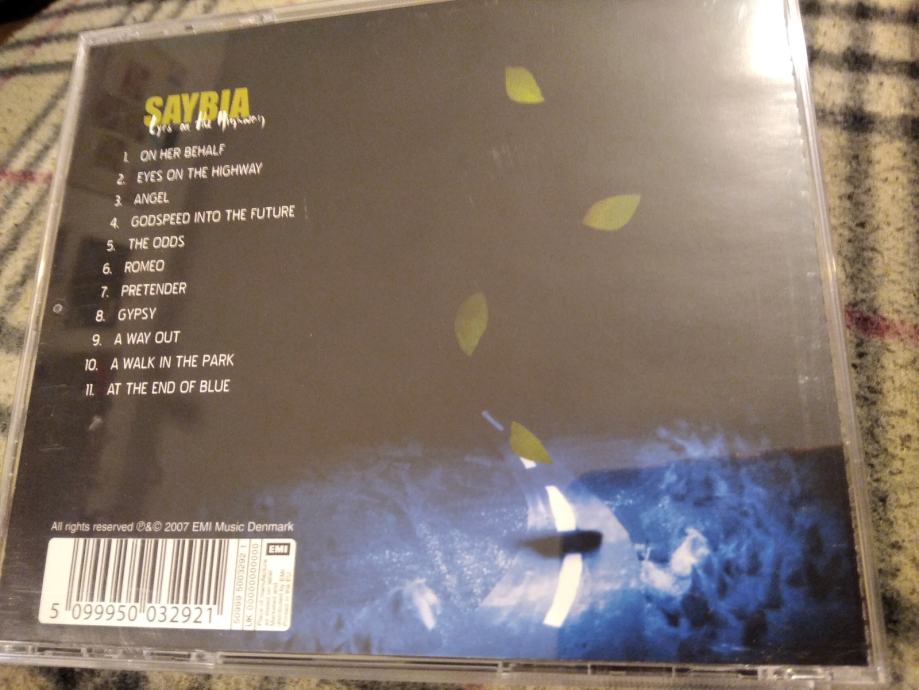 SAYBIA
Eyes on the Highway
1. ON HER BEHALF
2. EYES ON THE HIGHWAY
3. ANGEL
4. GODSPEED INTO THE FUTURE
5. THE ODDS
6. ROMEO
7. PRETENDER
8. GYPSY
9. A WAY OUT
10. A WALK IN THE PARK
11. AT THE END OF BLUE
All rights reserved ℗&© 2007 EMI Music Denmark
EMI
5 099950 032921